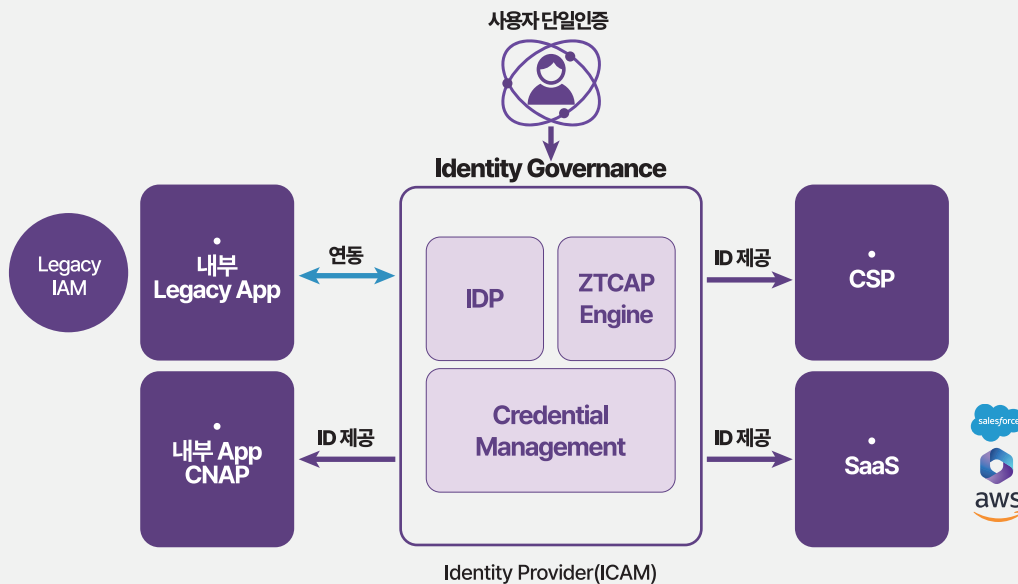 사용자 단일인증
Identity Governance
Legacy
IAM
내부
Legacy App
연동
IDP
ZTCAP
Engine
ID 제공
CSP
내부 App
CNAP
ID 제공
Credential
Management
ID 제공
SaaS
salesforce
aws
Identity Provider(ICAM)